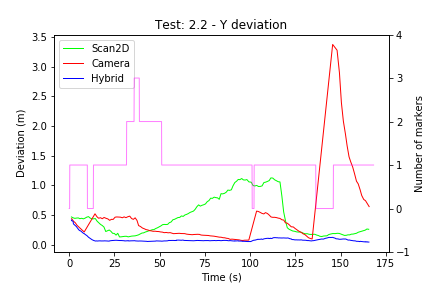 Test: 2.2 - Y deviation
Scan2D
Camera
Hybrid
Deviation (m)
3.5
3.0
2.5
2.0
1.5
1.0
0.5
0.0
4
3
2
1
0
−1
Number of markers
0 25 50 75 100 125 150 175
Time (s)